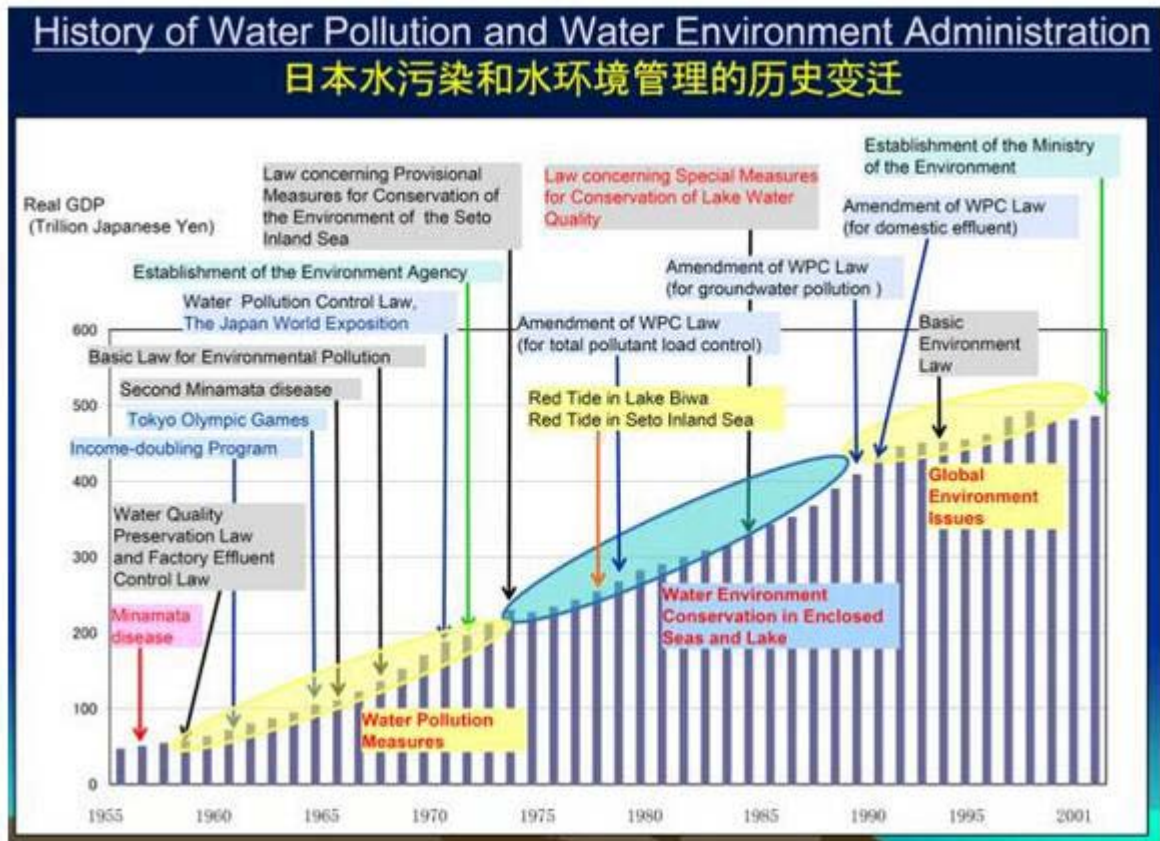 History of Water Pollution and Water Environment Administration
日本水污染和水环境管理的历史变迁
Establishment of the Ministry
of the Environment
Law concerning Provisional
Measures for Conservation of
the Environment of the Seto
Inland Sea
Law concerning Special Measures
for Conservation of Lake Water
Quality
Amendment of WPC Law
(for domestic effluent)
Real GDP
(Trillion Japanese Yen)
Establishment of the Environment Agency
Amendment of WPC Law
(for groundwater pollution )
Water Pollution Control Law,
The Japan World Exposition
Amendment of WPC Law
(for total pollutant load control)
Basic
Environment
Law
Basic Law for Environmental Pollution
Second Minamata disease
Red Tide in Lake Biwa
Red Tide in Seto Inland Sea
Tokyo Olympic Games
Income-doubling Program
Global
Environment
Issues
Water Quality
Preservation Law
and Factory Effluent
Control Law
Minamata
disease
Water Environment
Conservation in Enclosed
Seas and Lake
Water Pollution
Measures
600
500
400
300
200
100
0
1955 1960 1965 1970 1975 1980 1985 1990 1995 2001